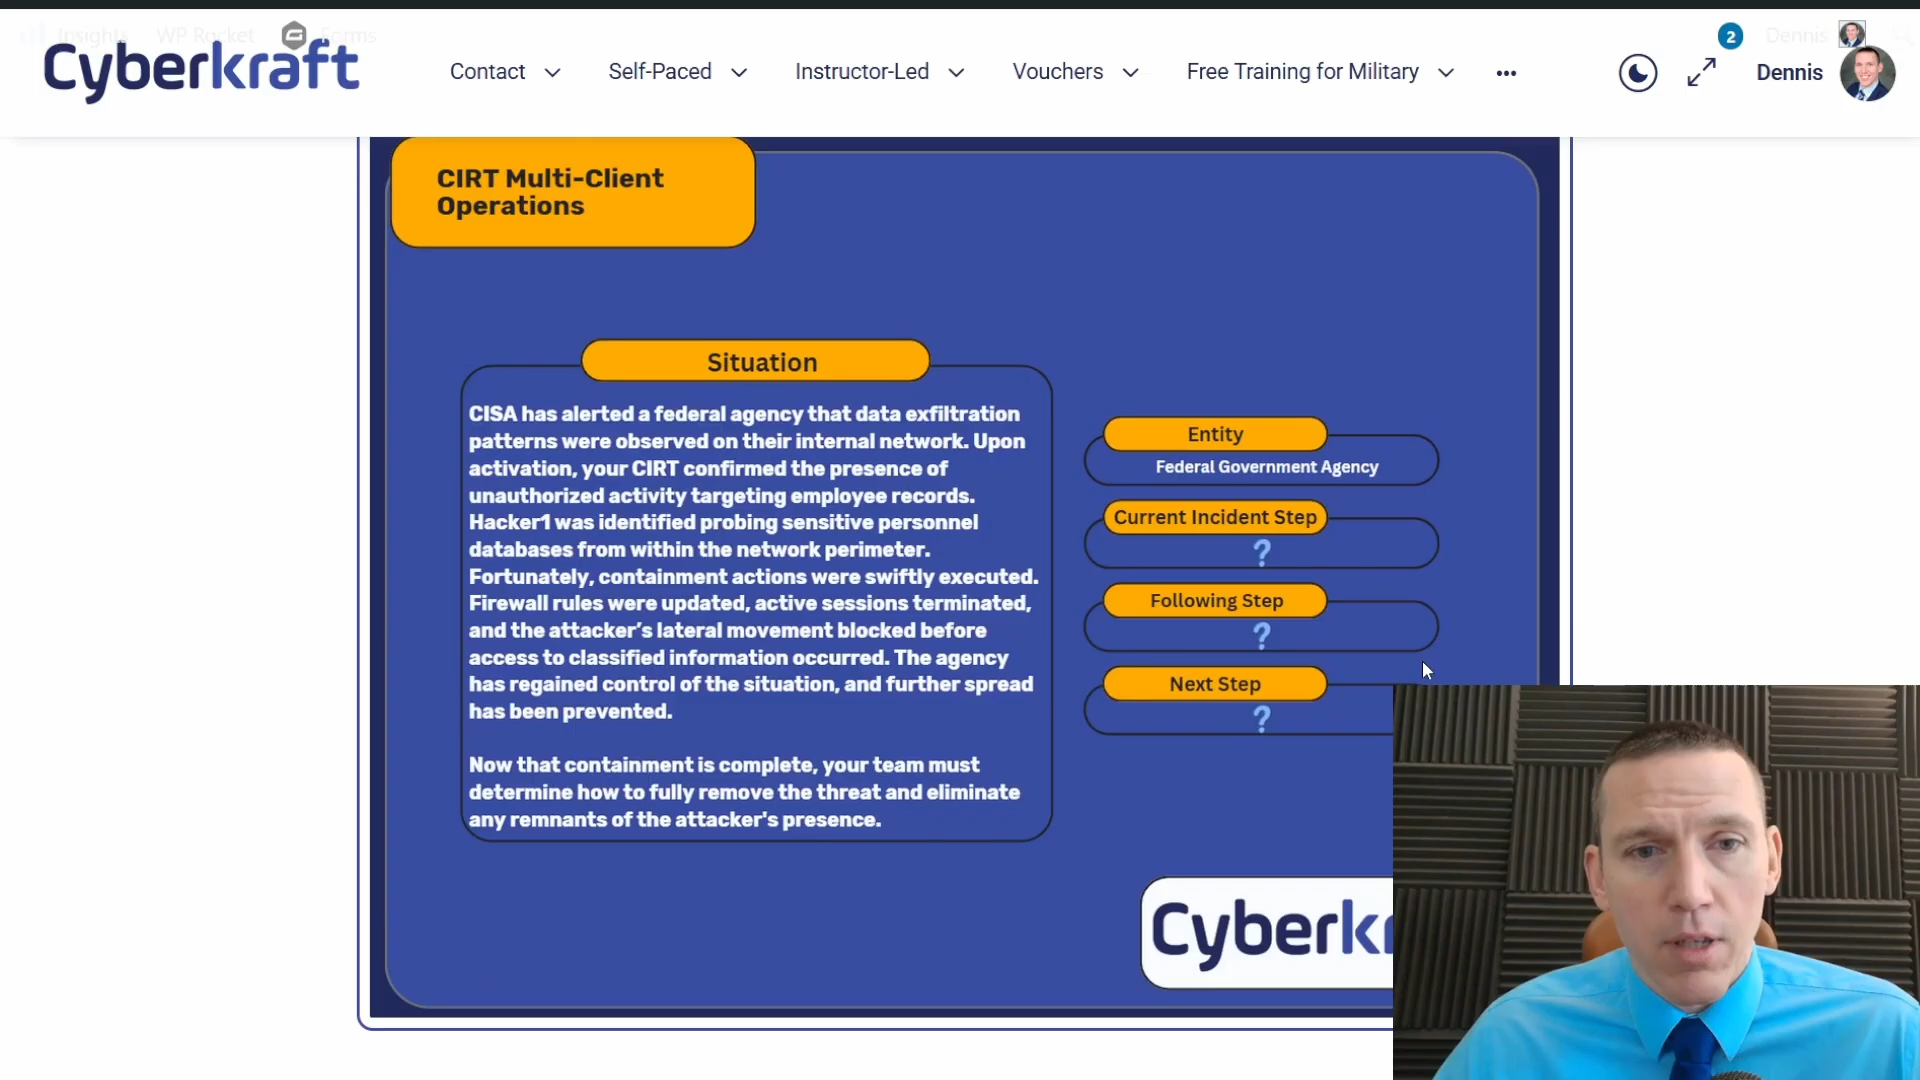 Insights WP Rocket Forms
2 Dennis
Cyberkraft
Contact Self-Paced Instructor-Led Vouchers Free Training for Military ••• Dennis
CIRT Multi-Client
Operations
Situation
CISA has alerted a federal agency that data exfiltration
patterns were observed on their internal network. Upon
activation, your CIRT confirmed the presence of
unauthorized activity targeting employee records.
Hacker1 was identified probing sensitive personnel
databases from within the network perimeter.
Fortunately, containment actions were swiftly executed.
Firewall rules were updated, active sessions terminated,
and the attacker's lateral movement blocked before
access to classified information occurred. The agency
has regained control of the situation, and further spread
has been prevented.
Now that containment is complete, your team must
determine how to fully remove the threat and eliminate
any remnants of the attacker's presence.
Entity
Federal Government Agency
Current Incident Step
?
Following Step
?
Next Step
?
Cyberk